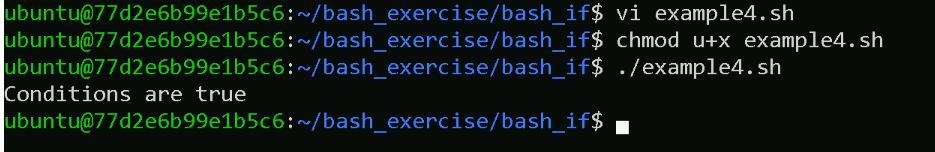 ubuntu@77d2e6b99e1b5c6:~/bash_exercise/bash_if$ vi example4.sh
ubuntu@77d2e6b99e1b5c6:~/bash_exercise/bash_if$ chmod u+x example4.sh
ubuntu@77d2e6b99e1b5c6:~/bash_exercise/bash_if$ ./example4.sh
Conditions are true
ubuntu@77d2e6b99e1b5c6:~/bash_exercise/bash_if$